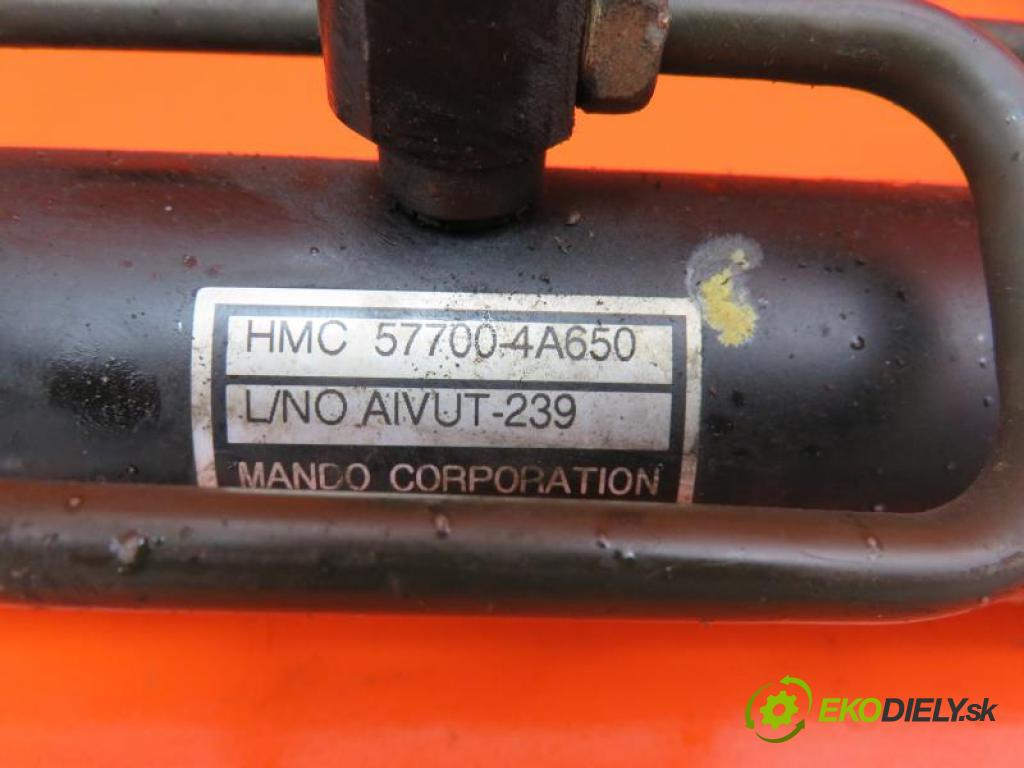 HMC 57700-4A650
L/NO AIVUT-239
MANDO CORPORATION
EKODIELY.sk